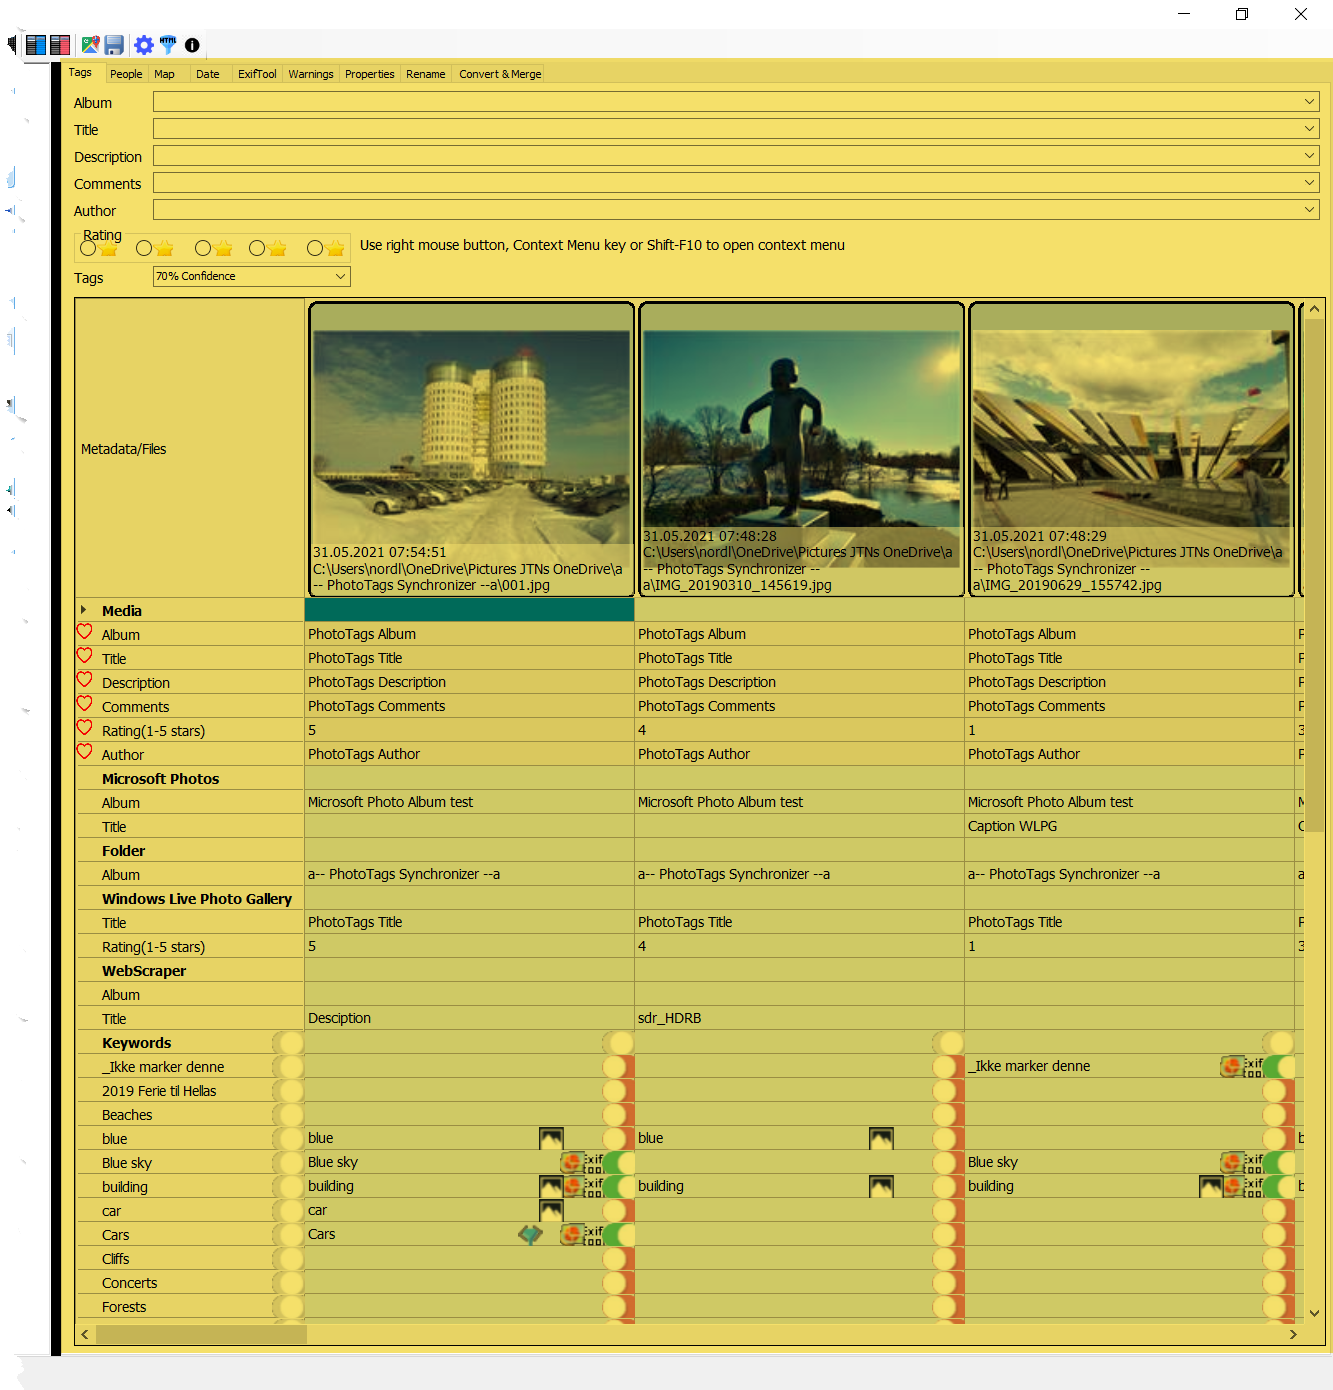 HTML
Tags People Map Date ExifTool Warnings Properties Rename Convert & Merge
Album
Title
Description
Comments
Author
Rating
Use right mouse button, Context Menu key or Shift-F10 to open context menu
Tags 70% Confidence
Metadata/Files
31.05.2021 07:54:51
C:\Users\nordl\OneDrive\Pictures JTNs OneDrive\a
-- PhotoTags Synchronizer --a\001.jpg
31.05.2021 07:48:28
C:\Users\nordl\OneDrive\Pictures JTNs OneDrive\a
-- PhotoTags Synchronizer --
a\IMG_20190310_145619.jpg
31.05.2021 07:48:29
C:\Users\nordl\OneDrive\Pictures JTNs OneDrive\a
-- PhotoTags Synchronizer --
a\IMG_20190629_155742.jpg
Media
Album PhotoTags Album PhotoTags Album PhotoTags Album
Title PhotoTags Title PhotoTags Title PhotoTags Title
Description PhotoTags Description PhotoTags Description PhotoTags Description
Comments PhotoTags Comments PhotoTags Comments PhotoTags Comments
Rating(1-5 stars) 5 4 1 3
Author PhotoTags Author PhotoTags Author PhotoTags Author
Microsoft Photos
Album Microsoft Photo Album test Microsoft Photo Album test Microsoft Photo Album test
Title Caption WLPG
Folder
Album a-- PhotoTags Synchronizer --a a-- PhotoTags Synchronizer --a a-- PhotoTags Synchronizer --a a
Windows Live Photo Gallery
Title PhotoTags Title PhotoTags Title PhotoTags Title
Rating(1-5 stars) 5 4 1 3
WebScraper
Album
Title Desciption sdr_HDRB
Keywords
_Ikke marker denne _Ikke marker denne Exif tool
2019 Ferie til Hellas
Beaches
blue blue blue b
Blue sky Blue sky Exif tool Blue sky Exif tool
building building Exif tool building building Exif tool b
car car
Cars Cars Exif tool
Cliffs
Concerts
Forests